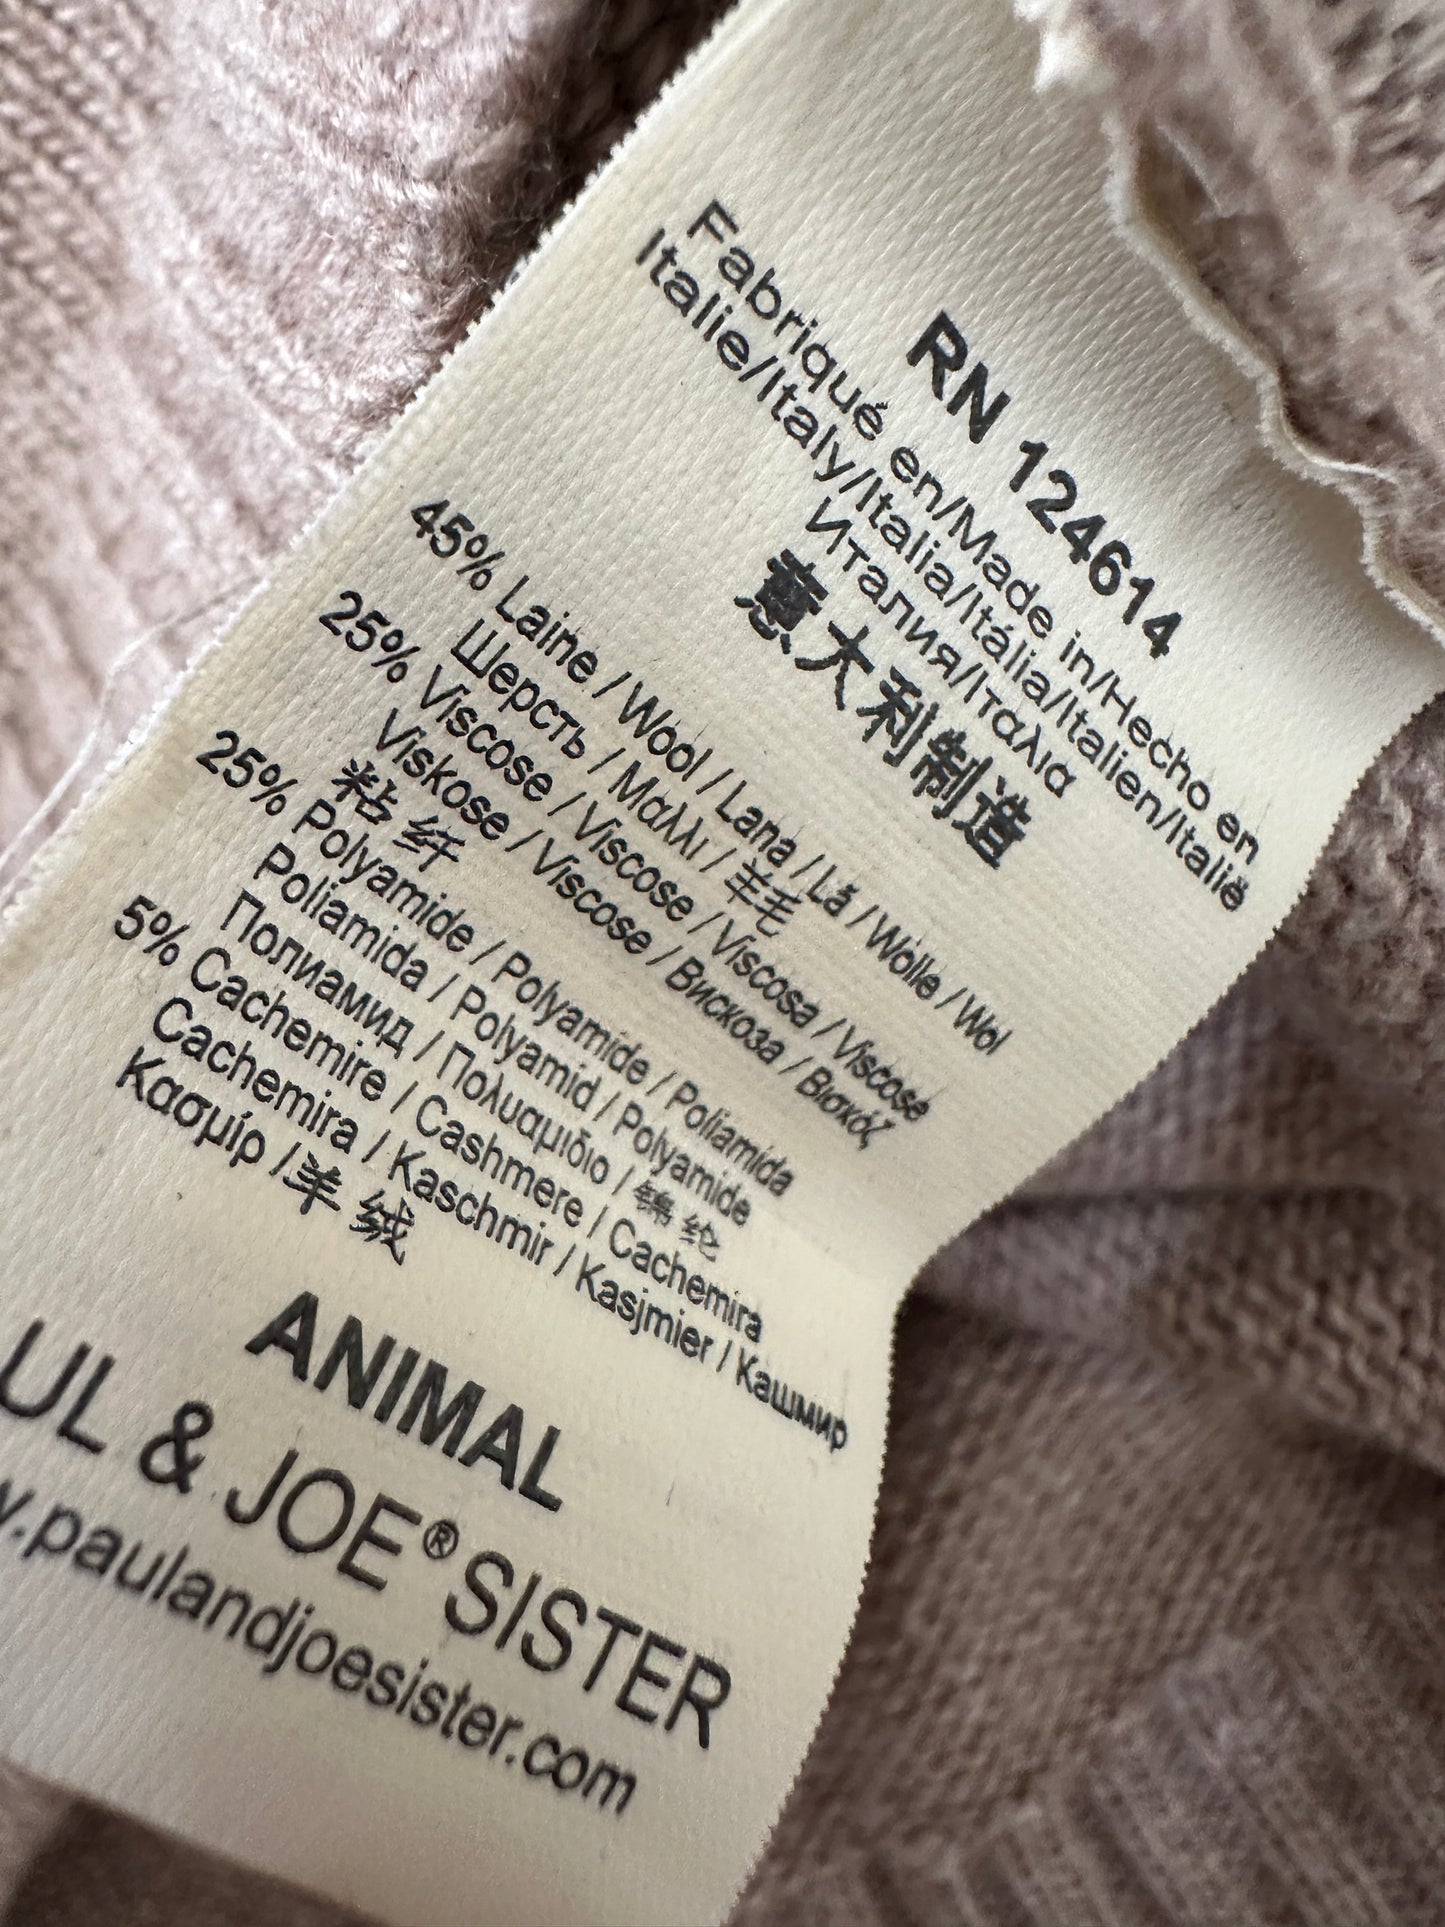 RN 124614
Fabriqué en/Made in/Hecho en
Italie/Italy/Italia/Itália/Italien/Italië
Италия/Ιταλια
意大利制造
45% Laine / Wool / Lana / Lã / Wolle / Wol
Шерсть / Μαλλι / 羊毛
25% Viscose / Viscose / Viscosa / Viscose
Viskose / Viscose / Вискоза / Βισκόζ
粘 纤
25% Polyamide / Polyamide / Poliamida
Poliamida / Polyamid / Polyamide
Полиамид / Πολυαμιδιο / 锦 纶
5% Cachemire / Cashmere / Cachemira
Cachemira / Kaschmir / Kasjmier / Кашмир
Κασμίρ / 羊 绒
ANIMAL
UL & JOE® SISTER
.paulandjoesister.com